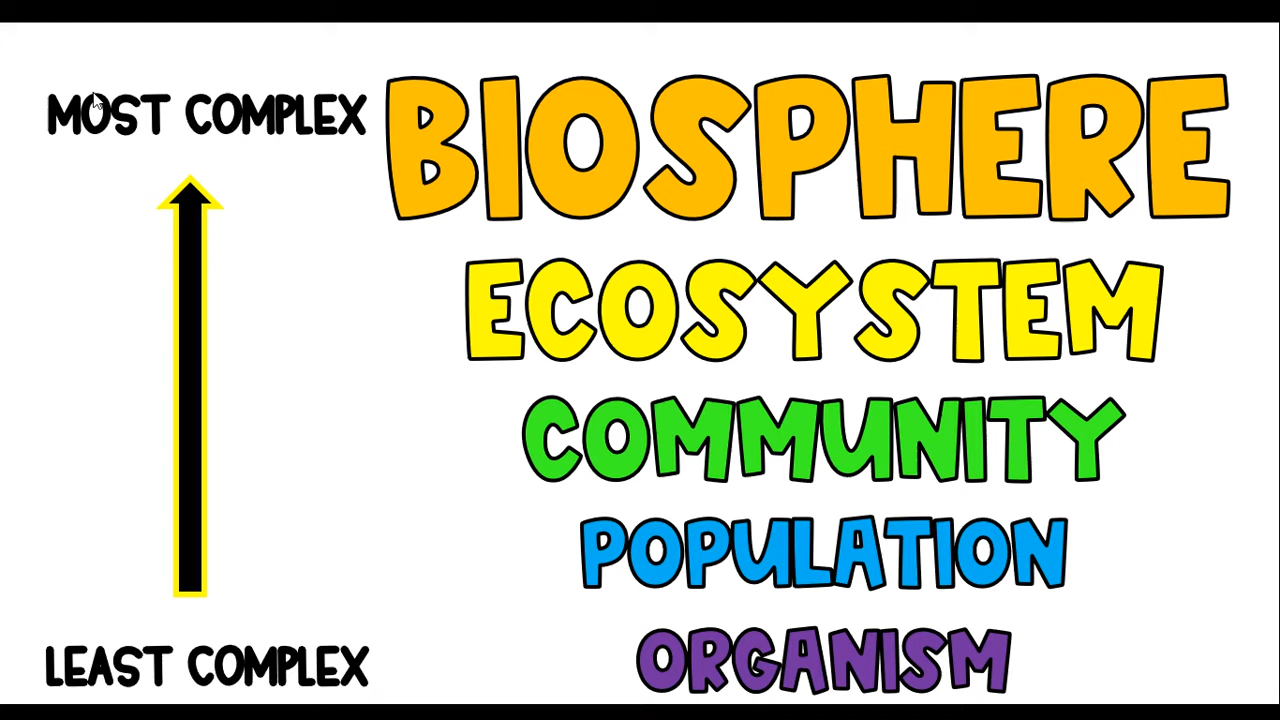 MOST COMPLEX
BIOSPHERE
ECOSYSTEM
COMMUNITY
POPULATION
LEAST COMPLEX
ORGANISM